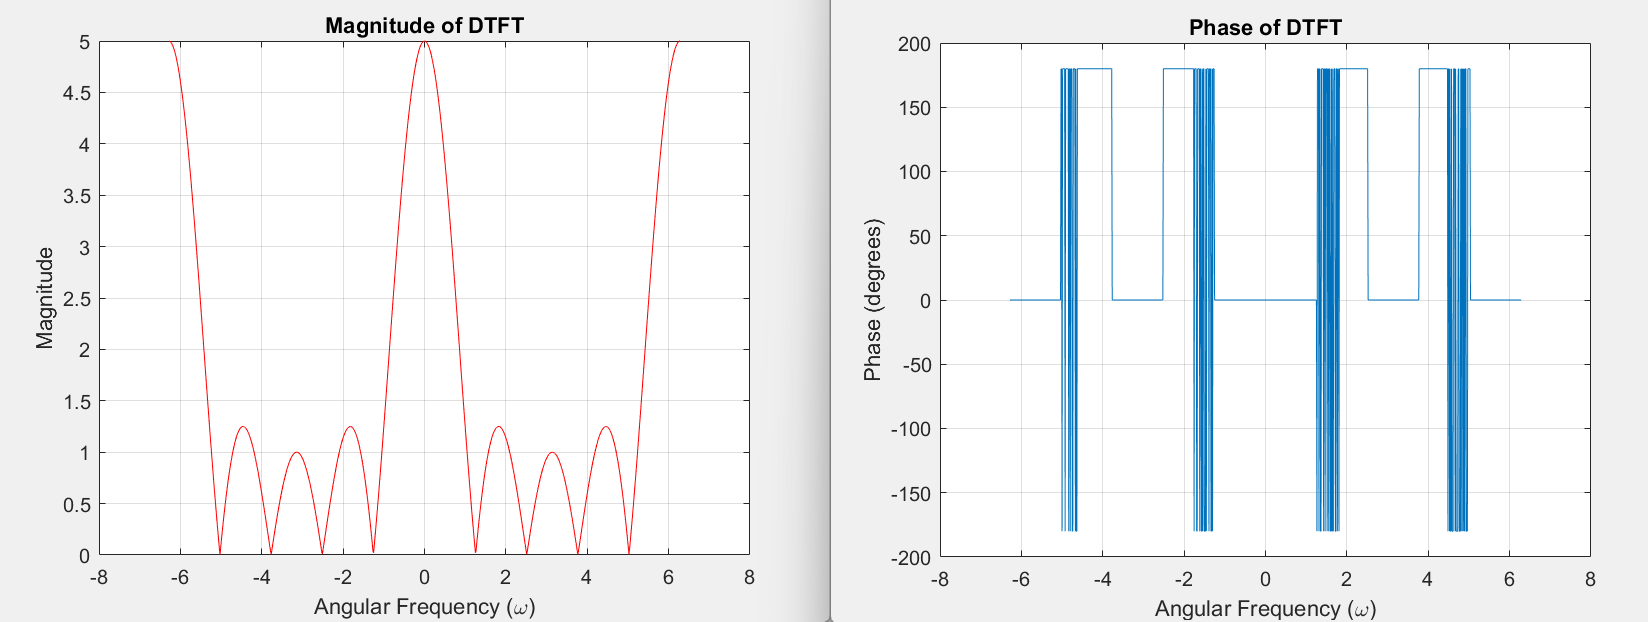 Magnitude of DTFT
5
4.5
4
3.5
3
2.5
2
1.5
1
0.5
0
Magnitude
-8 -6 -4 -2 0 2 4 6 8
Angular Frequency (ω)
Phase of DTFT
200
150
100
50
0
-50
-100
-150
-200
Phase (degrees)
-8 -6 -4 -2 0 2 4 6 8
Angular Frequency (ω)